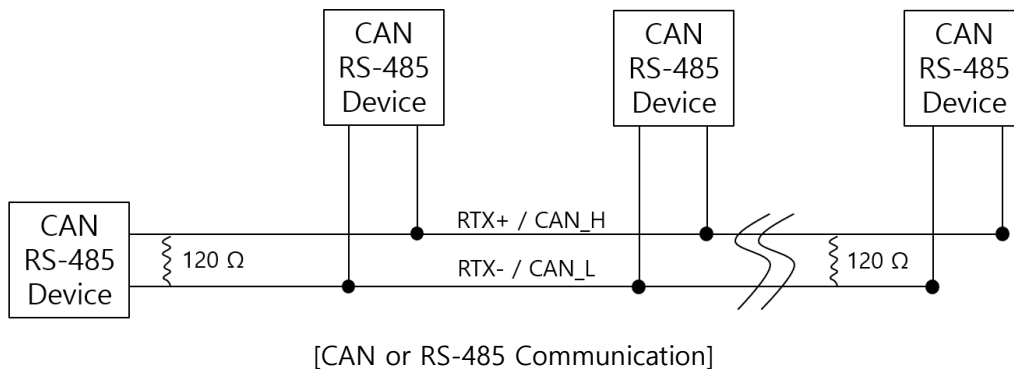 CAN
RS-485
Device
CAN
RS-485
Device
CAN
RS-485
Device
CAN
RS-485
Device
RTX+ / CAN_H
120 Ω
120 Ω
RTX- / CAN_L
[CAN or RS-485 Communication]